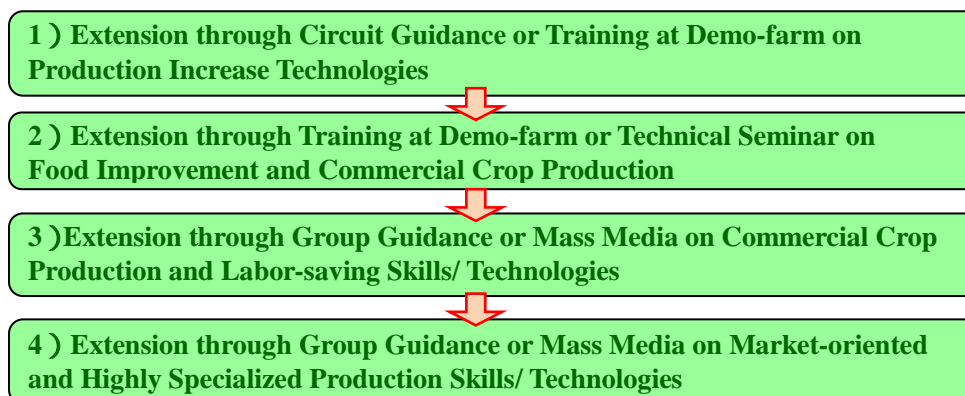 1）Extension through Circuit Guidance or Training at Demo-farm on
Production Increase Technologies
2）Extension through Training at Demo-farm or Technical Seminar on
Food Improvement and Commercial Crop Production
3）Extension through Group Guidance or Mass Media on Commercial Crop
Production and Labor-saving Skills/ Technologies
4）Extension through Group Guidance or Mass Media on Market-oriented
and Highly Specialized Production Skills/ Technologies